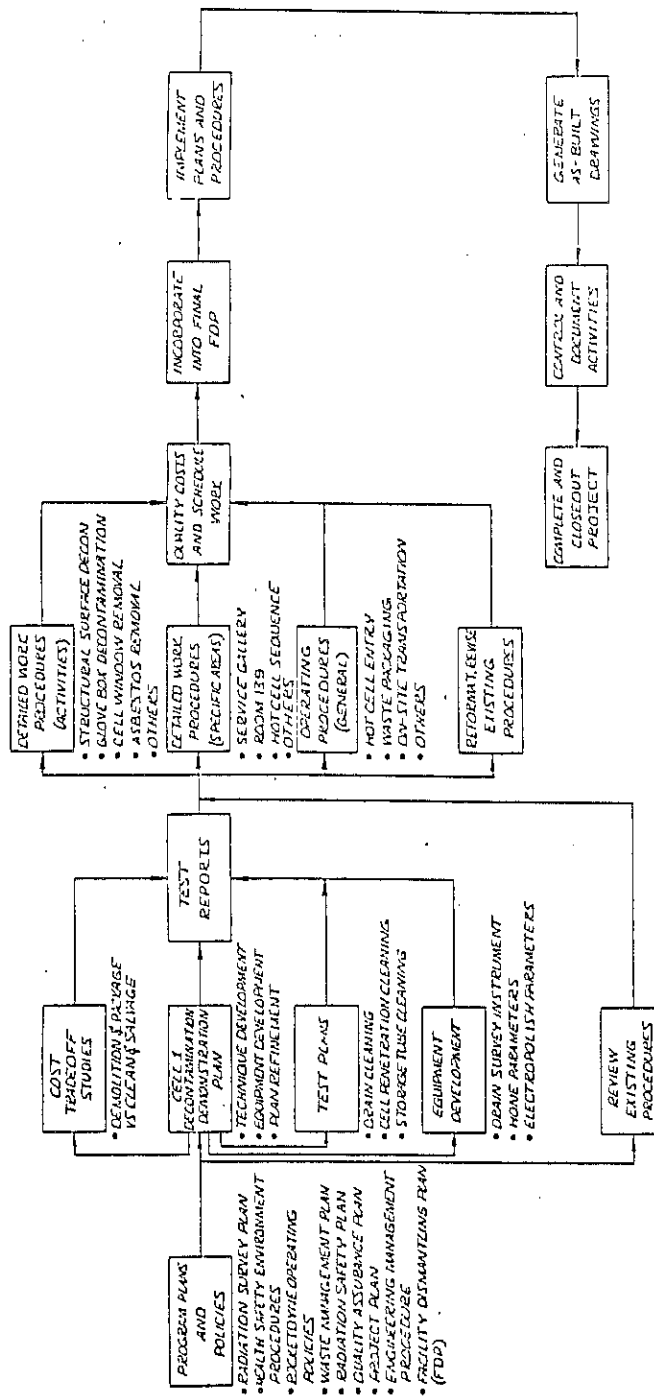 PROGRAM PLANS
AND
POLICIES
• RADIATION SURVEY PLAN
• HEALTH SAFETY ENVIRONMENT
PROCEDURES
• ROCKETDYNE OPERATING
POLICIES
• WASTE MANAGEMENT PLAN
• RADIATION SAFETY PLAN
• QUALITY ASSURANCE PLAN
• PROJECT PLAN
• ENGINEERING MANAGEMENT
PROCEDURE
• FACILITY DISMANTLING PLAN
(FDP)
COST
TRADEOFF
STUDIES
• DEMOLITION & PACKAGE
VS CLEAN & SALVAGE
CELL 1
DECONTAMINATION
DEMONSTRATION
PLAN
• TECHNIQUE DEVELOPMENT
• EQUIPMENT DEVELOPMENT
• PLAN REFINEMENT
TEST PLANS
• DRAIN CLEANING
• CELL PENETRATION CLEANING
• STORAGE TUBE CLEANING
EQUIPMENT
DEVELOPMENT
• DRAIN SURVEY INSTRUMENT
• HONE PARAMETERS
• ELECTROPOLISH PARAMETERS
REVIEW
EXISTING
PROCEDURES
TEST
REPORTS
DETAILED WORK
PROCEDURES
(ACTIVITIES)
• STRUCTURAL SURFACE DECON
• GLOVE BOX DECONTAMINATION
• CELL WINDOW REMOVAL
• ASBESTOS REMOVAL
• OTHERS
DETAILED WORK
PROCEDURES
(SPECIFIC AREAS)
• SERVICE GALLERY
• ROOM 139
• HOT CELL SEQUENCE
• OTHERS
OPERATING
PROCEDURES
(GENERAL)
• HOT CELL ENTRY
• WASTE PACKAGING
• ON-SITE TRANSPORTATION
• OTHERS
REFORMAT, REVISE
EXISTING
PROCEDURES
QUALITY COSTS
AND SCHEDULE
WORK
INCORPORATE
INTO FINAL
FDP
IMPLEMENT
PLANS AND
PROCEDURES
GENERATE
AS-BUILT
DRAWINGS
CONTROL AND
DOCUMENT
ACTIVITIES
COMPLETE AND
CLOSEOUT
PROJECT